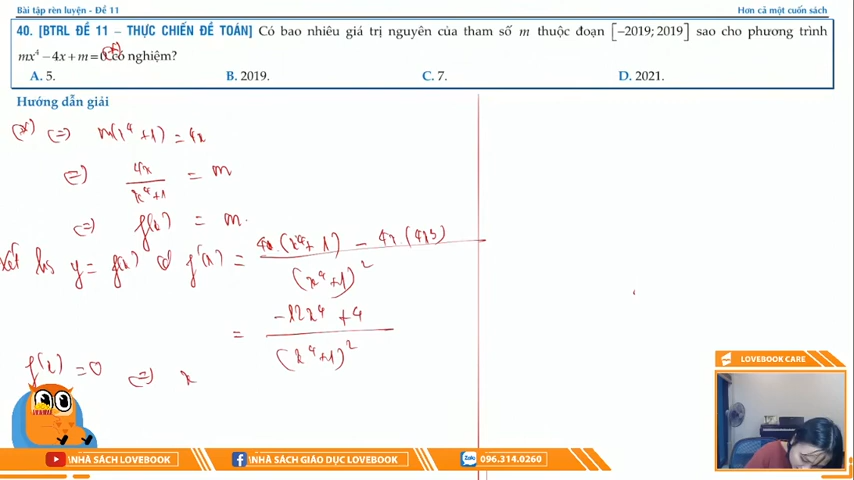 Bài tập rèn luyện - Đề 11
Hơn cả một cuốn sách
40. [BTRL ĐỀ 11 – THỰC CHIẾN ĐỀ TOÁN] Có bao nhiêu giá trị nguyên của tham số m thuộc đoạn [−2019; 2019] sao cho phương trình
mx⁴ − 4x + m = 0 (*) có nghiệm?
A. 5.
B. 2019.
C. 7.
D. 2021.
Hướng dẫn giải
(*) ⇔ m(x⁴+1) = 4x
⇔ 4x/(x⁴+1) = m
⇔ f(x) = m.
Xét hs y = f(x) có f'(x) = (4.(x⁴+1) − 4x.(4x³))/(x⁴+1)²
= (−12x⁴ + 4)/(x⁴+1)²
f'(x) = 0 ⇔ x
LOVEBOOK CARE
NHÀ SÁCH LOVEBOOK
NHÀ SÁCH GIÁO DỤC LOVEBOOK
Zalo 096.314.0260